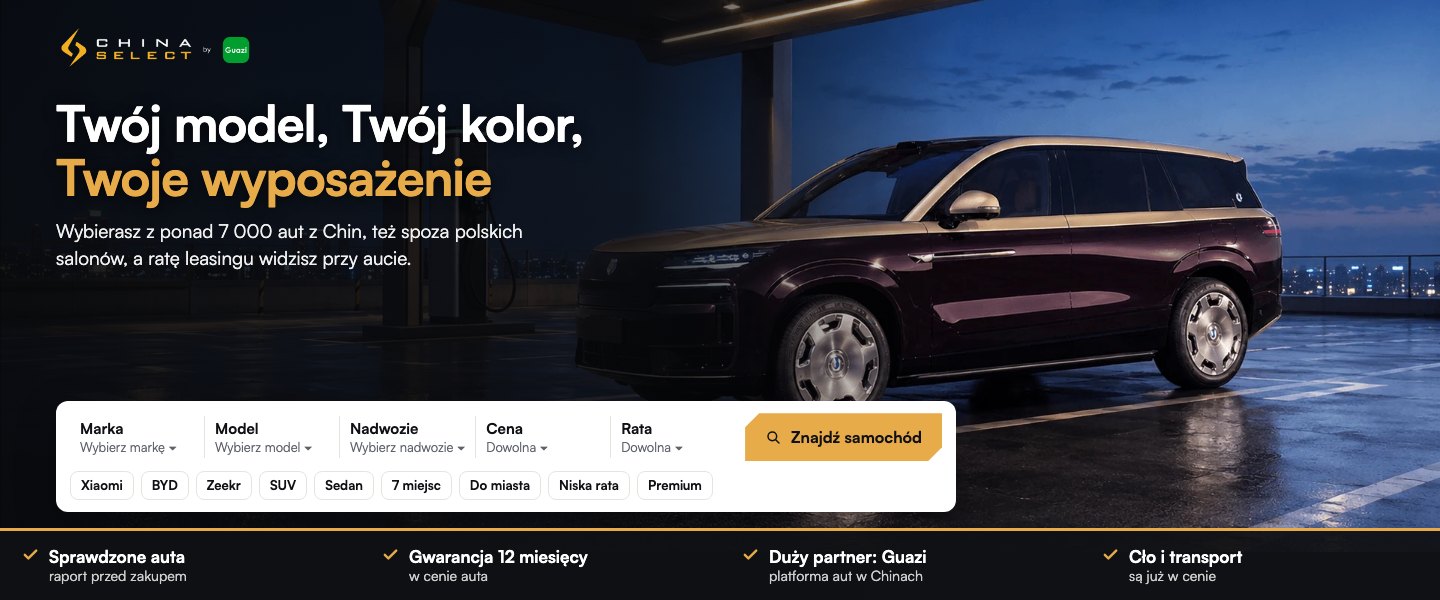 CHINA
SELECT
by
Guazi
Twój model, Twój kolor,
Twoje wyposażenie
Wybierasz z ponad 7 000 aut z Chin, też spoza polskich
salonów, a ratę leasingu widzisz przy aucie.
Marka
Wybierz markę
Model
Wybierz model
Nadwozie
Wybierz nadwozie
Cena
Dowolna
Rata
Dowolna
Znajdź samochód
Xiaomi
BYD
Zeekr
SUV
Sedan
7 miejsc
Do miasta
Niska rata
Premium
Sprawdzone auta
raport przed zakupem
Gwarancja 12 miesięcy
w cenie auta
Duży partner: Guazi
platforma aut w Chinach
Cło i transport
są już w cenie